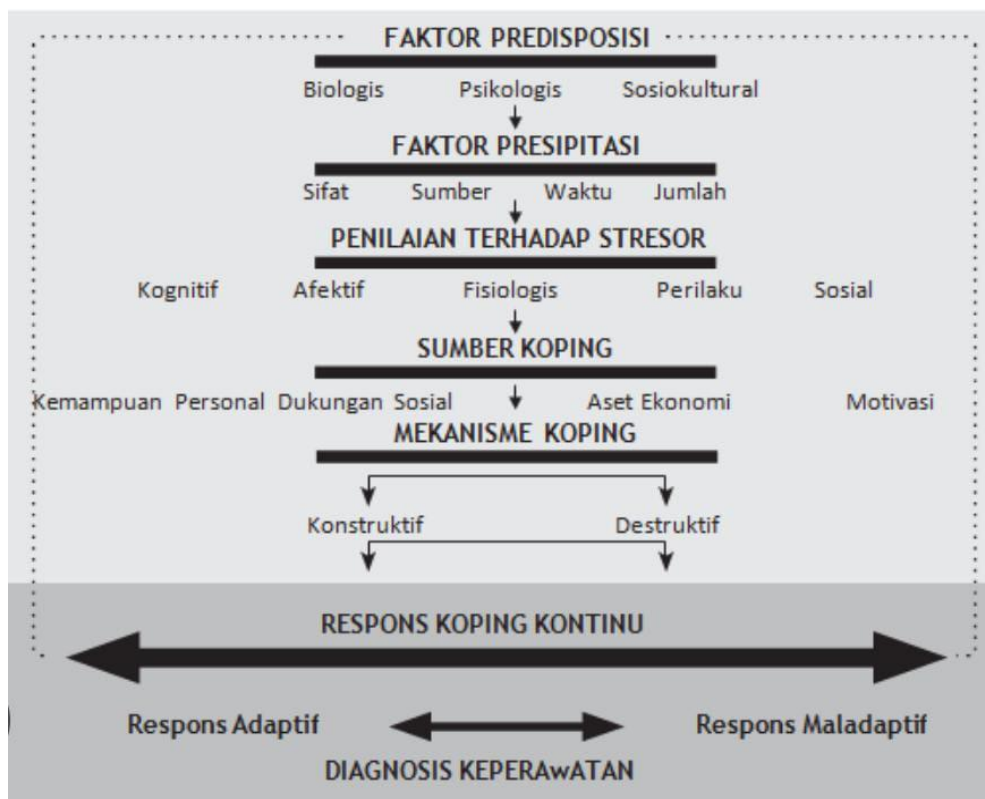 FAKTOR PREDISPOSISI
Biologis Psikologis Sosiokultural
FAKTOR PRESIPITASI
Sifat Sumber Waktu Jumlah
PENILAIAN TERHADAP STRESOR
Kognitif Afektif Fisiologis Perilaku Sosial
SUMBER KOPING
Kemampuan Personal Dukungan Sosial Aset Ekonomi Motivasi
MEKANISME KOPING
Konstruktif Destruktif
RESPONS KOPING KONTINU
Respons Adaptif Respons Maladaptif
DIAGNOSIS KEPERAwATAN